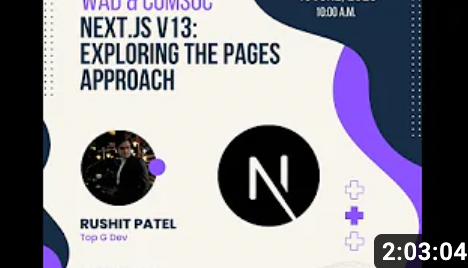 WAD & COMSOC
NEXT.JS V13:
EXPLORING THE PAGES
APPROACH
10:00 A.M.
RUSHIT PATEL
Top G Dev
2:03:04